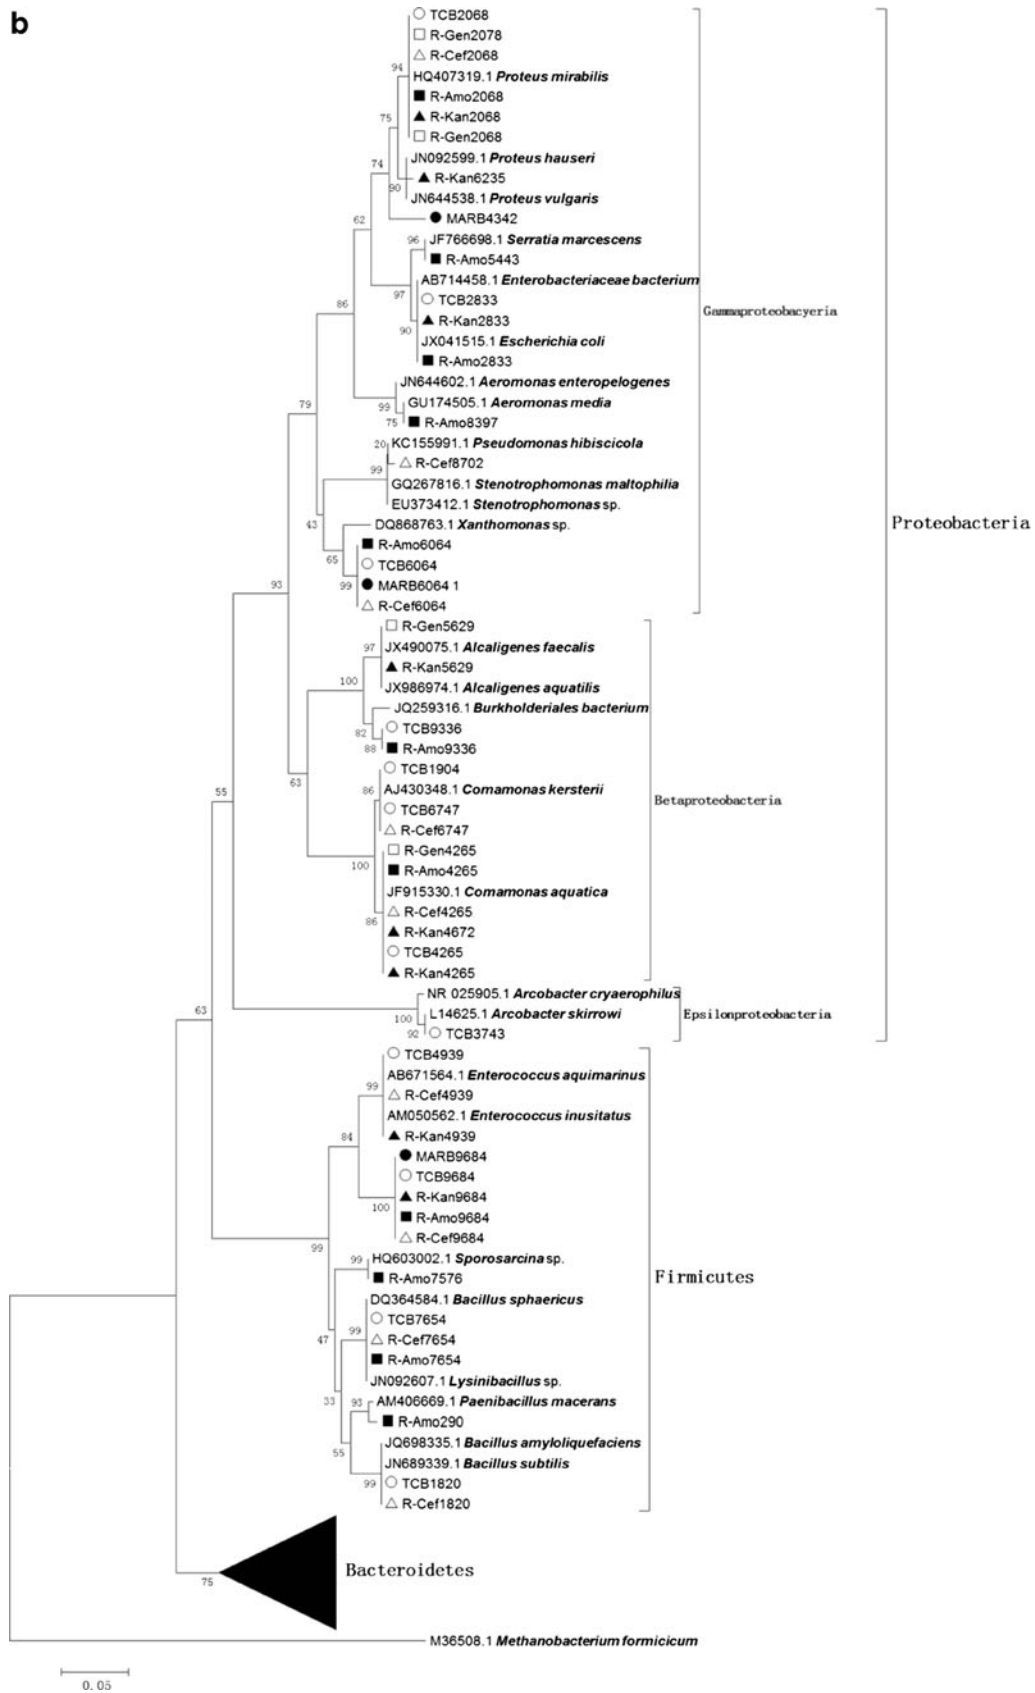 b
TCB2068
R-Gen2078
R-Cef2068
94
HQ407319.1 Proteus mirabilis
R-Amo2068
75
R-Kan2068
R-Gen2068
JN092599.1 Proteus hauseri
74
R-Kan6235
90
JN644538.1 Proteus vulgaris
MARB4342
62
96
JF766698.1 Serratia marcescens
R-Amo5443
AB714458.1 Enterobacteriaceae bacterium
97
TCB2833
86
Gammaproteobacyeria
R-Kan2833
90
JX041515.1 Escherichia coli
R-Amo2833
JN644602.1 Aeromonas enteropelogenes
79
99
GU174505.1 Aeromonas media
75
R-Amo8397
20
KC155991.1 Pseudomonas hibiscicola
R-Cef8702
99
GQ267816.1 Stenotrophomonas maltophilia
EU373412.1 Stenotrophomonas sp.
43
DQ868763.1 Xanthomonas sp.
Proteobacteria
R-Amo6064
65
TCB6064
93
99
MARB6064 1
R-Cef6064
R-Gen5629
97
JX490075.1 Alcaligenes faecalis
R-Kan5629
100
JX986974.1 Alcaligenes aquatilis
JQ259316.1 Burkholderiales bacterium
82
TCB9336
88
R-Amo9336
63
TCB1904
86
AJ430348.1 Comamonas kersterii
55
Betaproteobacteria
TCB6747
R-Cef6747
R-Gen4265
100
R-Amo4265
JF915330.1 Comamonas aquatica
R-Cef4265
86
R-Kan4672
TCB4265
R-Kan4265
NR 025905.1 Arcobacter cryaerophilus
63
100
L14625.1 Arcobacter skirrowi
Epsilonproteobacteria
92
TCB3743
TCB4939
AB671564.1 Enterococcus aquimarinus
99
R-Cef4939
AM050562.1 Enterococcus inusitatus
84
R-Kan4939
MARB9684
TCB9684
R-Kan9684
100
R-Amo9684
R-Cef9684
99
99
HQ603002.1 Sporosarcina sp.
R-Amo7576
Firmicutes
DQ364584.1 Bacillus sphaericus
TCB7654
99
47
R-Cef7654
R-Amo7654
JN092607.1 Lysinibacillus sp.
33
93
AM406669.1 Paenibacillus macerans
R-Amo290
JQ698335.1 Bacillus amyloliquefaciens
55
JN689339.1 Bacillus subtilis
99
TCB1820
R-Cef1820
Bacteroidetes
75
M36508.1 Methanobacterium formicicum
0.05